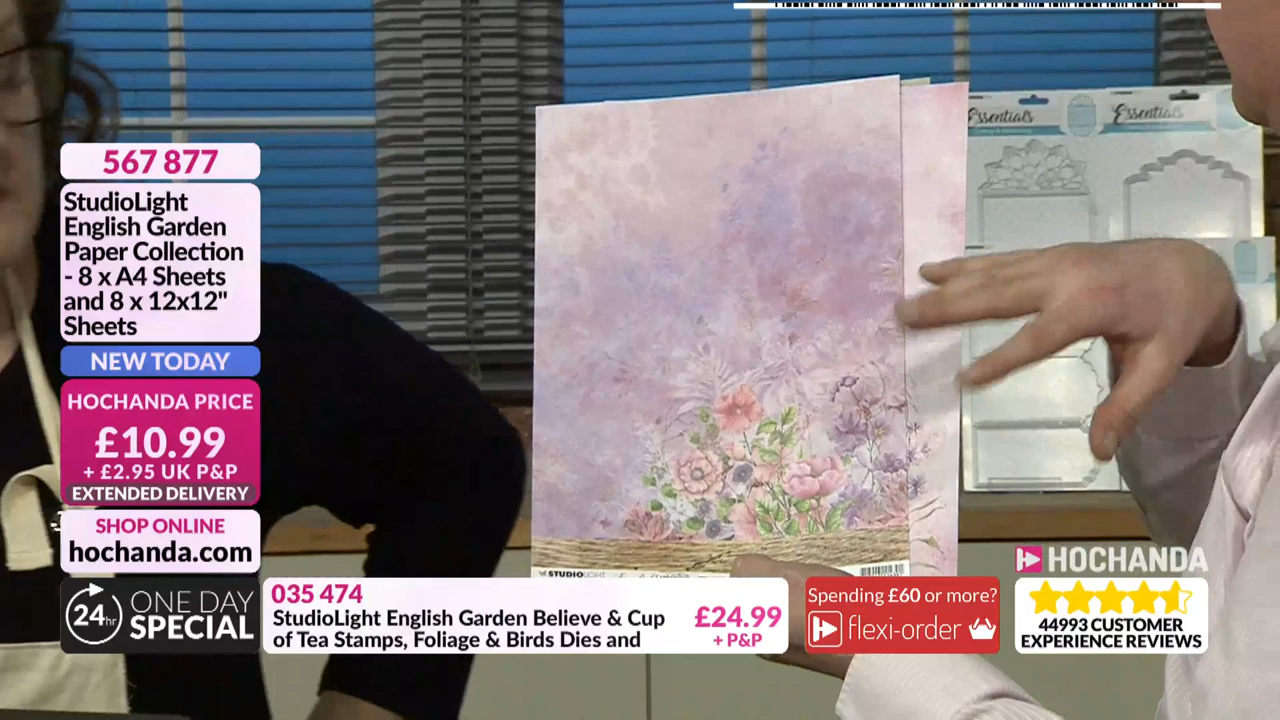 567 877
StudioLight
English Garden
Paper Collection
- 8 x A4 Sheets
and 8 x 12x12"
Sheets
NEW TODAY
HOCHANDA PRICE
£10.99
+ £2.95 UK P&P
EXTENDED DELIVERY
SHOP ONLINE
hochanda.com
24hr
ONE DAY
SPECIAL
035 474
StudioLight English Garden Believe & Cup
of Tea Stamps, Foliage & Birds Dies and
£24.99
+ P&P
Spending £60 or more?
flexi-order
HOCHANDA
44993 CUSTOMER
EXPERIENCE REVIEWS
Essentials
Essentials
STUDIOLIGHT